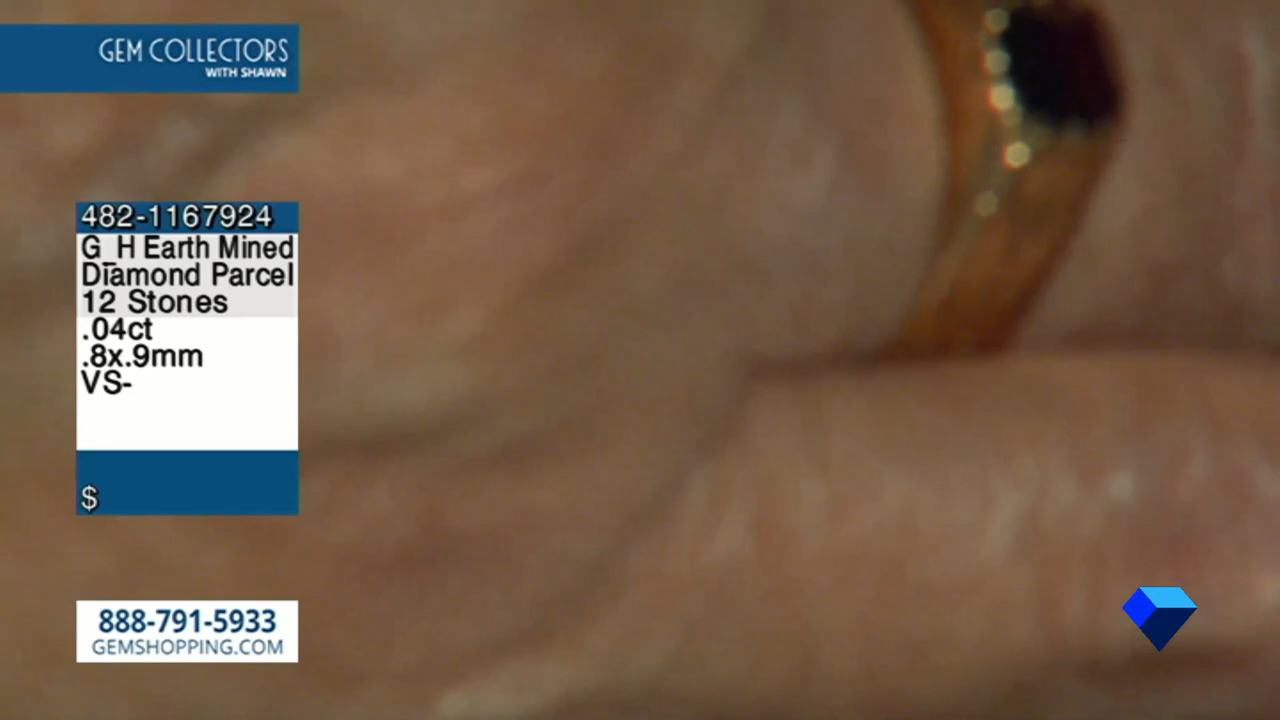 GEM COLLECTORS
WITH SHAWN
482-1167924
G_H Earth Mined
Diamond Parcel
12 Stones
.04ct
.8x.9mm
VS-
$
888-791-5933
GEMSHOPPING.COM